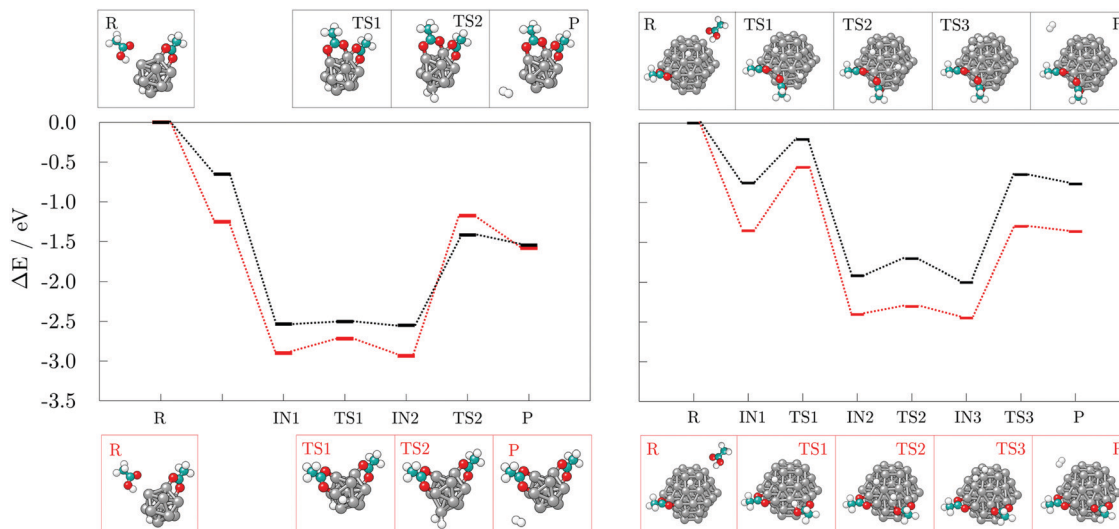 R
TS1
TS2
P
R
TS1
TS2
TS3
P
ΔE / eV
0.0
-0.5
-1.0
-1.5
-2.0
-2.5
-3.0
-3.5
R IN1 TS1 IN2 TS2 P
R IN1 TS1 IN2 TS2 IN3 TS3 P
R
TS1
TS2
P
R
TS1
TS2
TS3
P